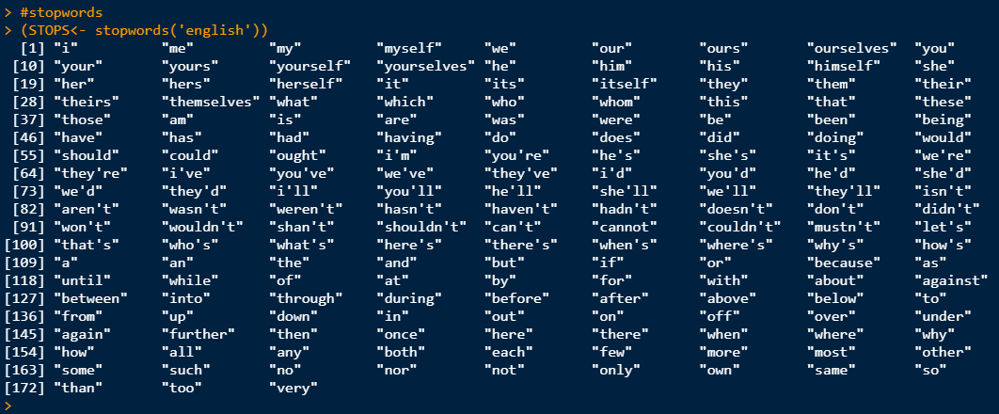 > #stopwords
> (STOPS<- stopwords('english'))
[1] "i" "me" "my" "myself" "we" "our" "ours" "ourselves" "you"
[10] "your" "yours" "yourself" "yourselves" "he" "him" "his" "himself" "she"
[19] "her" "hers" "herself" "it" "its" "itself" "they" "them" "their"
[28] "theirs" "themselves" "what" "which" "who" "whom" "this" "that" "these"
[37] "those" "am" "is" "are" "was" "were" "be" "been" "being"
[46] "have" "has" "had" "having" "do" "does" "did" "doing" "would"
[55] "should" "could" "ought" "i'm" "you're" "he's" "she's" "it's" "we're"
[64] "they're" "i've" "you've" "we've" "they've" "i'd" "you'd" "he'd" "she'd"
[73] "we'd" "they'd" "i'll" "you'll" "he'll" "she'll" "we'll" "they'll" "isn't"
[82] "aren't" "wasn't" "weren't" "hasn't" "haven't" "hadn't" "doesn't" "don't" "didn't"
[91] "won't" "wouldn't" "shan't" "shouldn't" "can't" "cannot" "couldn't" "mustn't" "let's"
[100] "that's" "who's" "what's" "here's" "there's" "when's" "where's" "why's" "how's"
[109] "a" "an" "the" "and" "but" "if" "or" "because" "as"
[118] "until" "while" "of" "at" "by" "for" "with" "about" "against"
[127] "between" "into" "through" "during" "before" "after" "above" "below" "to"
[136] "from" "up" "down" "in" "out" "on" "off" "over" "under"
[145] "again" "further" "then" "once" "here" "there" "when" "where" "why"
[154] "how" "all" "any" "both" "each" "few" "more" "most" "other"
[163] "some" "such" "no" "nor" "not" "only" "own" "same" "so"
[172] "than" "too" "very"
>